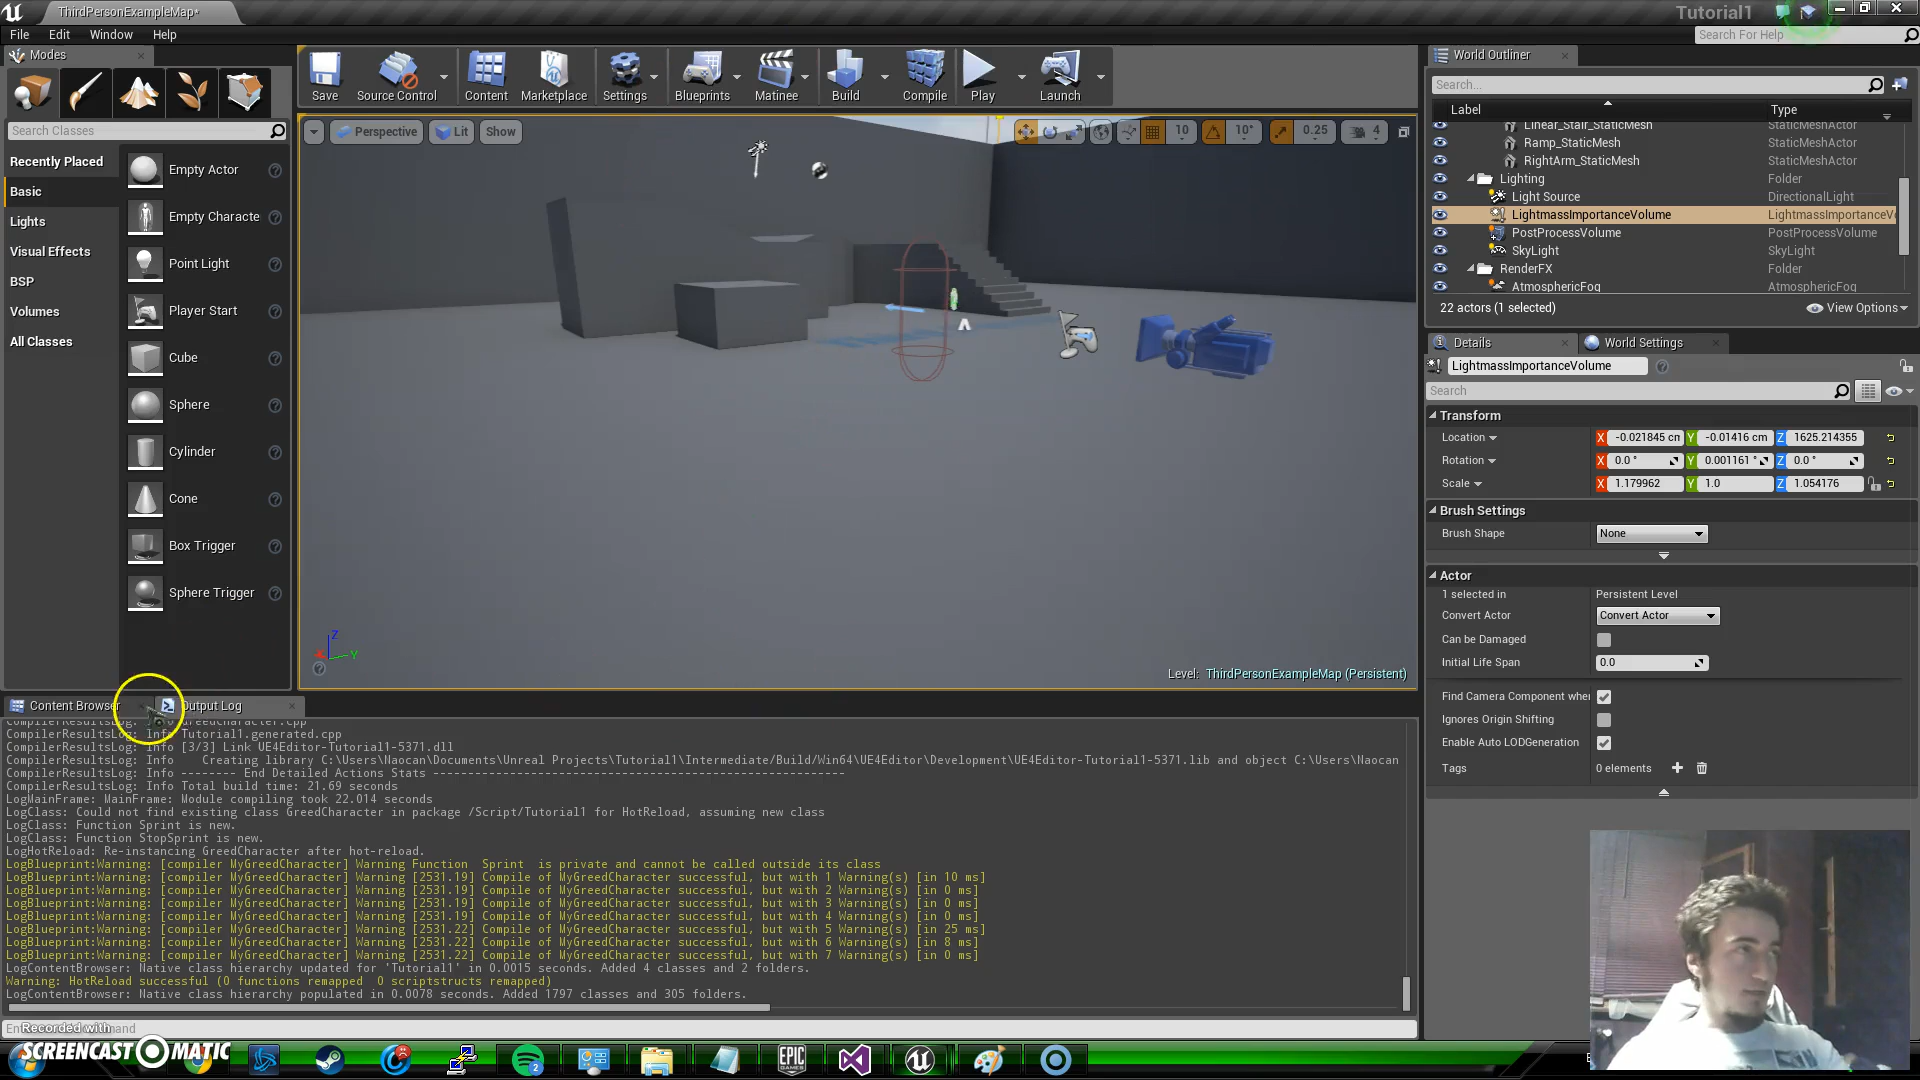 ThirdPersonExampleMap*
Tutorial1
File Edit Window Help
Search For Help
Modes
Save
Source Control
Content
Marketplace
Settings
Blueprints
Matinee
Build
Compile
Play
Launch
Search Classes
Recently Placed
Basic
Lights
Visual Effects
BSP
Volumes
All Classes
Empty Actor
Empty Characte
Point Light
Player Start
Cube
Sphere
Cylinder
Cone
Box Trigger
Sphere Trigger
Perspective
Lit
Show
10
10°
0.25
4
Z
X
Y
Level: ThirdPersonExampleMap (Persistent)
World Outliner
Search...
Label Type
Linear_Stair_StaticMesh StaticMeshActor
Ramp_StaticMesh StaticMeshActor
RightArm_StaticMesh StaticMeshActor
Lighting Folder
Light Source DirectionalLight
LightmassImportanceVolume LightmassImportanceV
PostProcessVolume PostProcessVolume
SkyLight SkyLight
RenderFX Folder
AtmosphericFog AtmosphericFog
22 actors (1 selected)
View Options
Details
World Settings
LightmassImportanceVolume
Search
Transform
Location X -0.021845 cm Y -0.01416 cm Z 1625.214355
Rotation X 0.0 ° Y 0.001161 ° Z 0.0 °
Scale X 1.179962 Y 1.0 Z 1.054176
Brush Settings
Brush Shape None
Actor
1 selected in Persistent Level
Convert Actor Convert Actor
Can be Damaged
Initial Life Span 0.0
Find Camera Component wher
Ignores Origin Shifting
Enable Auto LODGeneration
Tags 0 elements
Content Browser
Output Log
CompilerResultsLog: Info GreedCharacter.cpp
CompilerResultsLog: Info Tutorial1.generated.cpp
CompilerResultsLog: Info [3/3] Link UE4Editor-Tutorial1-5371.dll
CompilerResultsLog: Info Creating library C:\Users\Naocan\Documents\Unreal Projects\Tutorial1\Intermediate/Build/Win64\UE4Editor\Development\UE4Editor-Tutorial1-5371.lib and object C:\Users\Naocan
CompilerResultsLog: Info -------- End Detailed Actions Stats -----------------------------------------------------------
CompilerResultsLog: Info Total build time: 21.69 seconds
LogMainFrame: MainFrame: Module compiling took 22.014 seconds
LogClass: Could not find existing class GreedCharacter in package /Script/Tutorial1 for HotReload, assuming new class
LogClass: Function Sprint is new.
LogClass: Function StopSprint is new.
LogHotReload: Re-instancing GreedCharacter after hot-reload.
LogBlueprint:Warning: [compiler MyGreedCharacter] Warning Function  Sprint  is private and cannot be called outside its class
LogBlueprint:Warning: [compiler MyGreedCharacter] Warning [2531.19] Compile of MyGreedCharacter successful, but with 1 Warning(s) [in 10 ms]
LogBlueprint:Warning: [compiler MyGreedCharacter] Warning [2531.19] Compile of MyGreedCharacter successful, but with 2 Warning(s) [in 0 ms]
LogBlueprint:Warning: [compiler MyGreedCharacter] Warning [2531.19] Compile of MyGreedCharacter successful, but with 3 Warning(s) [in 0 ms]
LogBlueprint:Warning: [compiler MyGreedCharacter] Warning [2531.19] Compile of MyGreedCharacter successful, but with 4 Warning(s) [in 0 ms]
LogBlueprint:Warning: [compiler MyGreedCharacter] Warning [2531.22] Compile of MyGreedCharacter successful, but with 5 Warning(s) [in 25 ms]
LogBlueprint:Warning: [compiler MyGreedCharacter] Warning [2531.22] Compile of MyGreedCharacter successful, but with 6 Warning(s) [in 8 ms]
LogBlueprint:Warning: [compiler MyGreedCharacter] Warning [2531.22] Compile of MyGreedCharacter successful, but with 7 Warning(s) [in 0 ms]
LogContentBrowser: Native class hierarchy updated for 'Tutorial1' in 0.0015 seconds. Added 4 classes and 2 folders.
Warning: HotReload successful (0 functions remapped  0 scriptstructs remapped)
LogContentBrowser: Native class hierarchy populated in 0.0078 seconds. Added 1797 classes and 305 folders.
Recorded with
SCREENCAST MATIC
2
EPIC GAMES